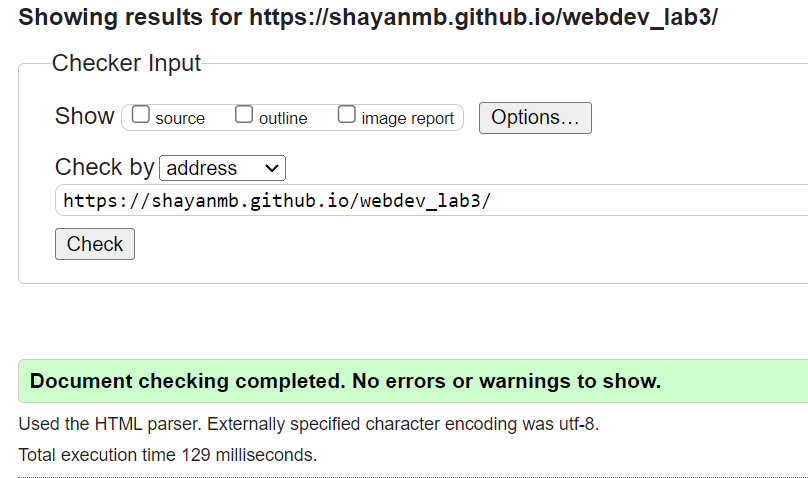 Showing results for https://shayanmb.github.io/webdev_lab3/
Checker Input
Show source outline image report Options...
Check by address
https://shayanmb.github.io/webdev_lab3/
Check
Document checking completed. No errors or warnings to show.
Used the HTML parser. Externally specified character encoding was utf-8.
Total execution time 129 milliseconds.